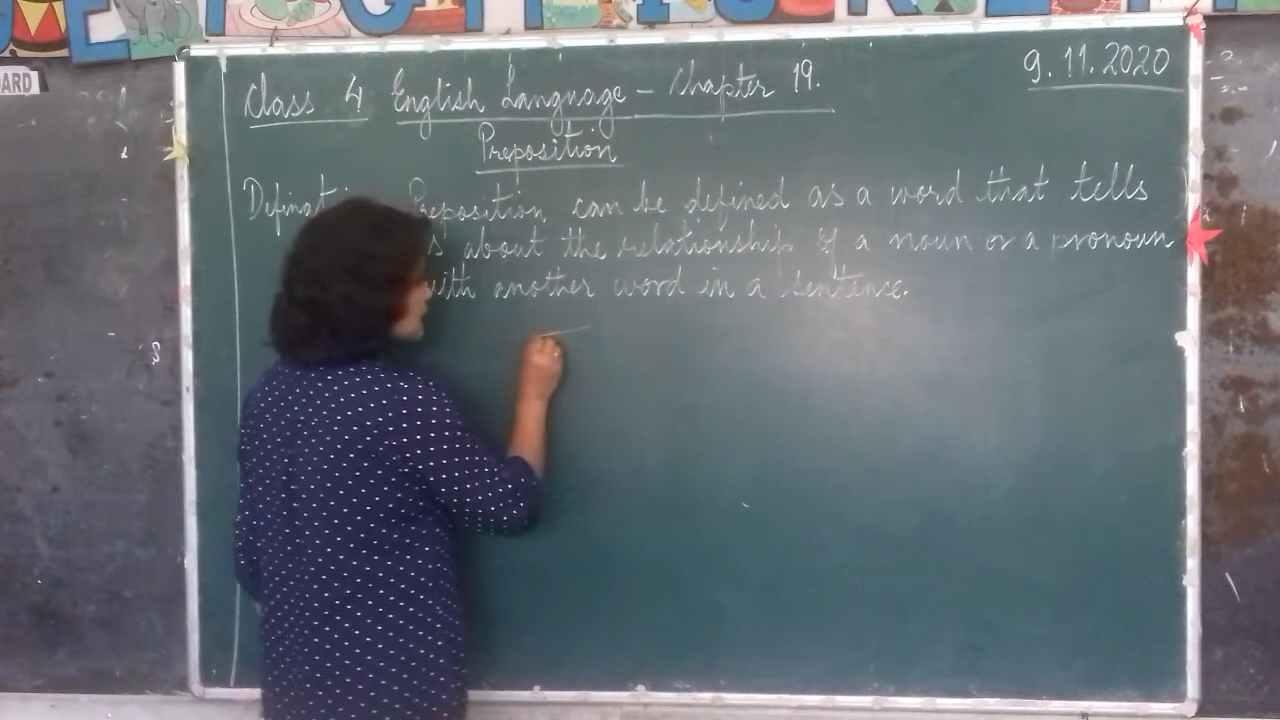 ARD
Class 4 English Language - Chapter 19.
9.11.2020
Preposition
Preposition can be defined as a word that tells
about the relationship of a noun or a pronoun
with another word in a sentence.